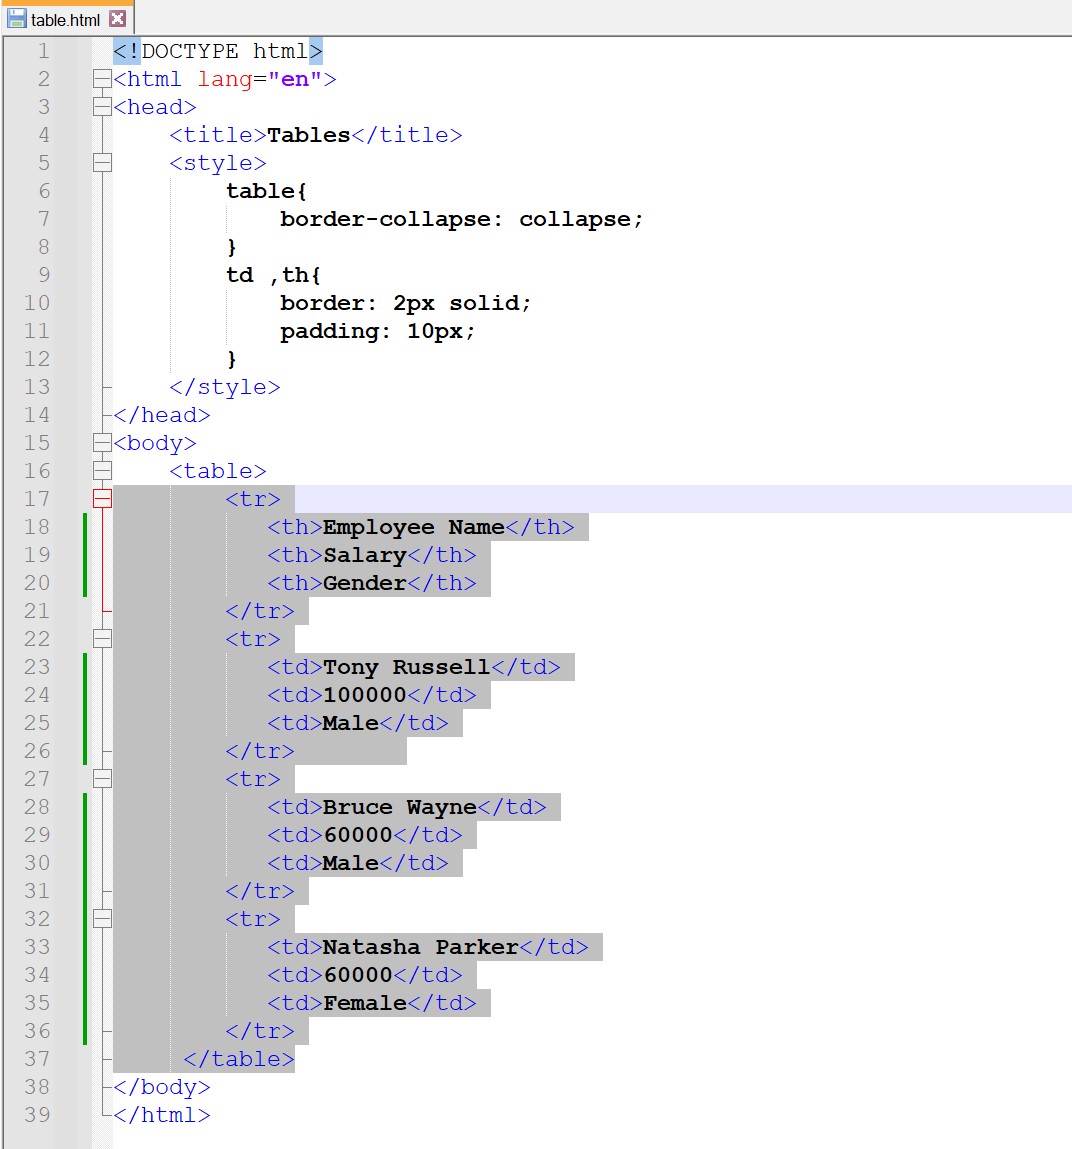 table.html
1 <!DOCTYPE html>
2 <html lang="en">
3 <head>
4 <title>Tables</title>
5 <style>
6 table{
7 border-collapse: collapse;
8 }
9 td ,th{
10 border: 2px solid;
11 padding: 10px;
12 }
13 </style>
14 </head>
15 <body>
16 <table>
17 <tr>
18 <th>Employee Name</th>
19 <th>Salary</th>
20 <th>Gender</th>
21 </tr>
22 <tr>
23 <td>Tony Russell</td>
24 <td>100000</td>
25 <td>Male</td>
26 </tr>
27 <tr>
28 <td>Bruce Wayne</td>
29 <td>60000</td>
30 <td>Male</td>
31 </tr>
32 <tr>
33 <td>Natasha Parker</td>
34 <td>60000</td>
35 <td>Female</td>
36 </tr>
37 </table>
38 </body>
39 </html>